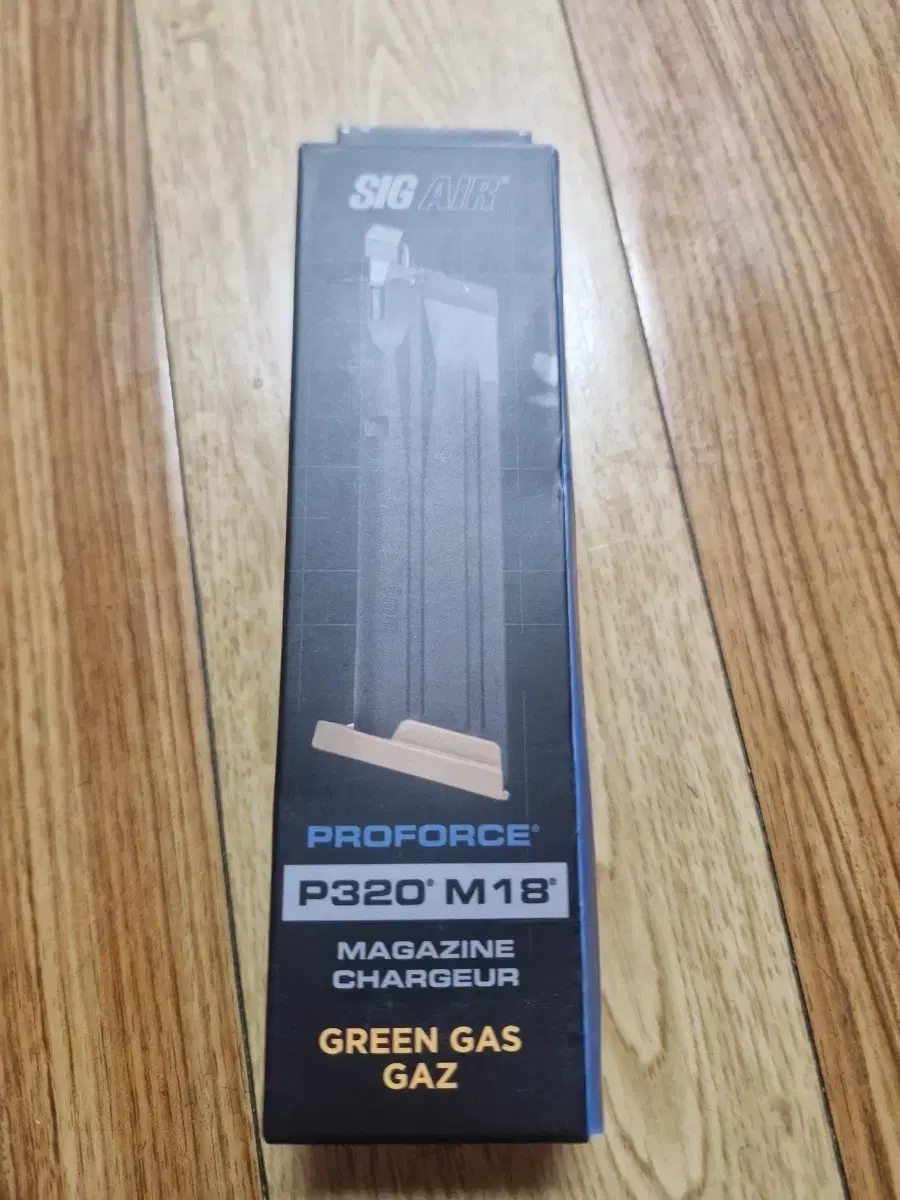 SIG AIR®
PROFORCE®
P320® M18®
MAGAZINE
CHARGEUR
GREEN GAS
GAZ